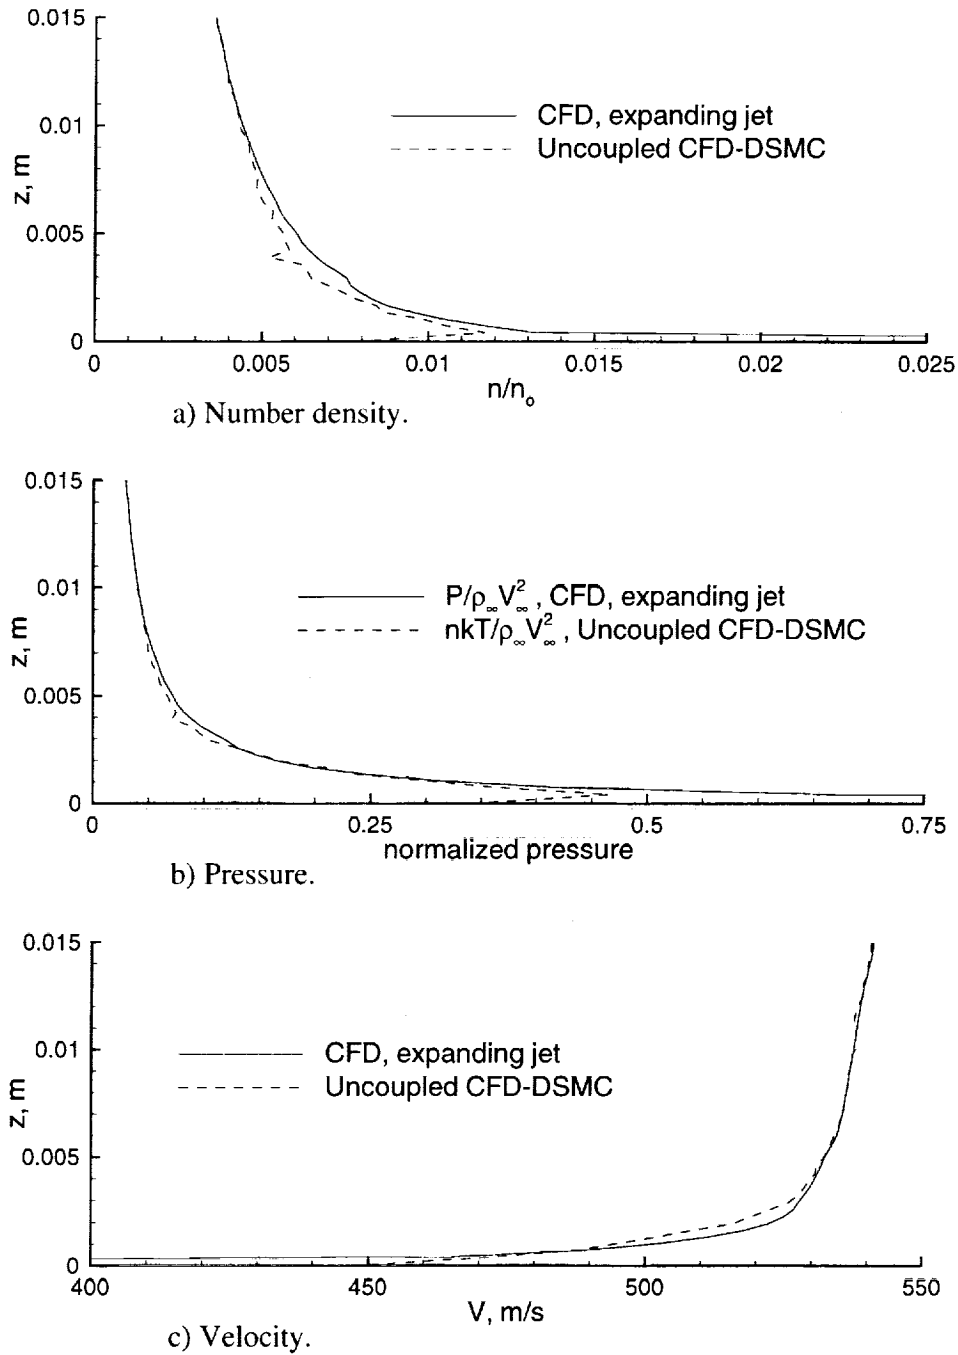 0.015
0.01
0.005
0
z, m
CFD, expanding jet
Uncoupled CFD-DSMC
0 0.005 0.01 0.015 0.02 0.025
n/nₒ
a) Number density.
0.015
0.01
0.005
0
z, m
P/ρ∞V²∞ , CFD, expanding jet
nkT/ρ∞V²∞ , Uncoupled CFD-DSMC
0 0.25 0.5 0.75
normalized pressure
b) Pressure.
0.015
0.01
0.005
0
z, m
CFD, expanding jet
Uncoupled CFD-DSMC
400 450 500 550
V, m/s
c) Velocity.